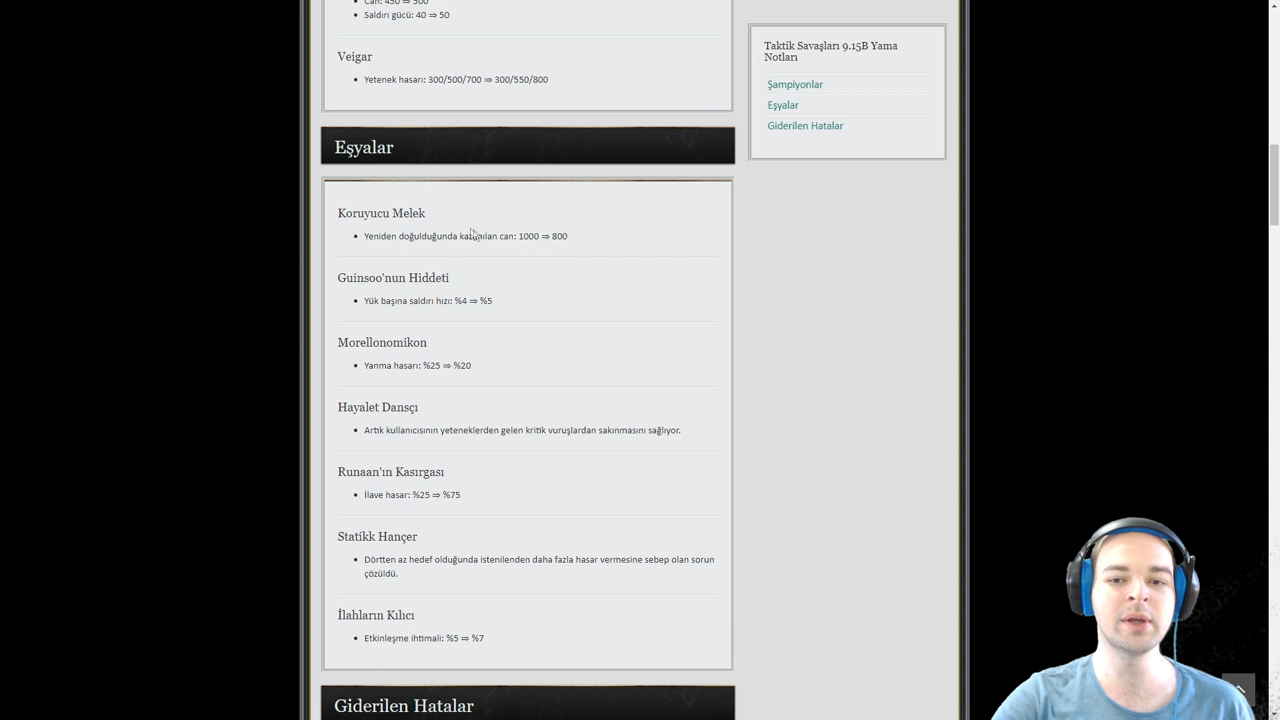 Can: 450 ⇒ 500
Saldırı gücü: 40 ⇒ 50
Veigar
Yetenek hasarı: 300/500/700 ⇒ 300/550/800
Eşyalar
Koruyucu Melek
Yeniden doğulduğunda kazanılan can: 1000 ⇒ 800
Guinsoo'nun Hiddeti
Yük başına saldırı hızı: %4 ⇒ %5
Morellonomikon
Yanma hasarı: %25 ⇒ %20
Hayalet Dansçı
Artık kullanıcısının yeteneklerden gelen kritik vuruşlardan sakınmasını sağlıyor.
Runaan'ın Kasırgası
İlave hasar: %25 ⇒ %75
Statikk Hançer
Dörtten az hedef olduğunda istenilenden daha fazla hasar vermesine sebep olan sorun
çözüldü.
İlahların Kılıcı
Etkinleşme ihtimali: %5 ⇒ %7
Giderilen Hatalar
Taktik Savaşları 9.15B Yama
Notları
Şampiyonlar
Eşyalar
Giderilen Hatalar